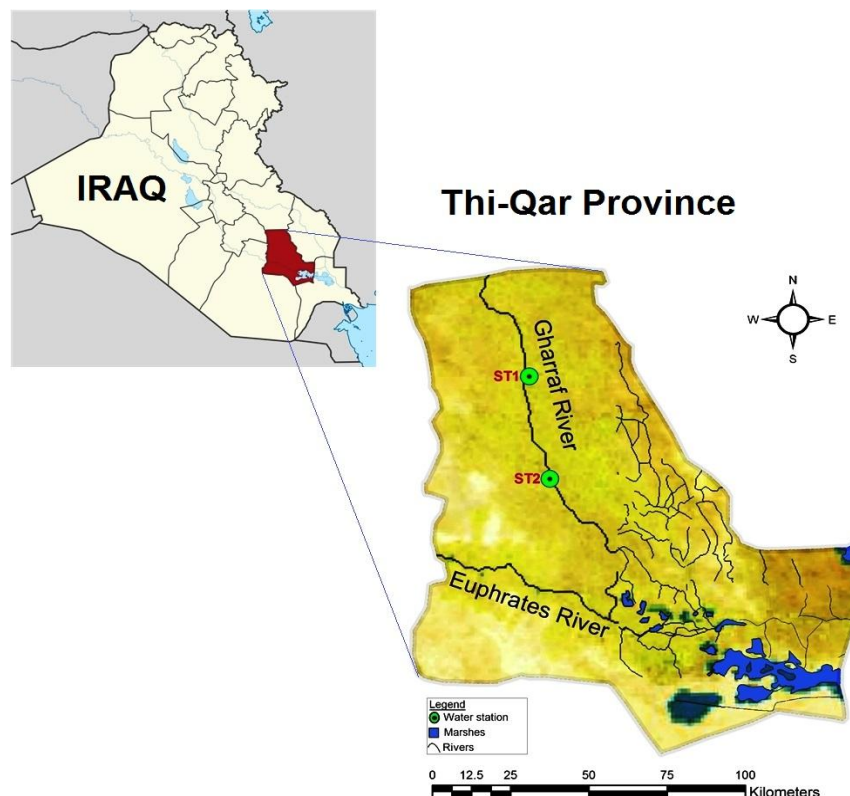 IRAQ
Thi-Qar Province
N
W E
S
Gharraf River
ST1
ST2
Euphrates River
Legend
Water station
Marshes
Rivers
0 12.5 25 50 75 100
Kilometers